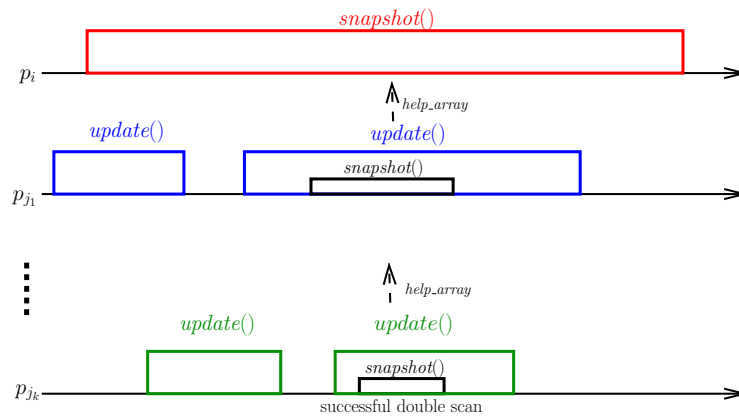 snapshot()
p_i
help_array
update() update()
snapshot()
p_{j_1}
help_array
update() update()
snapshot()
p_{j_k}
successful double scan